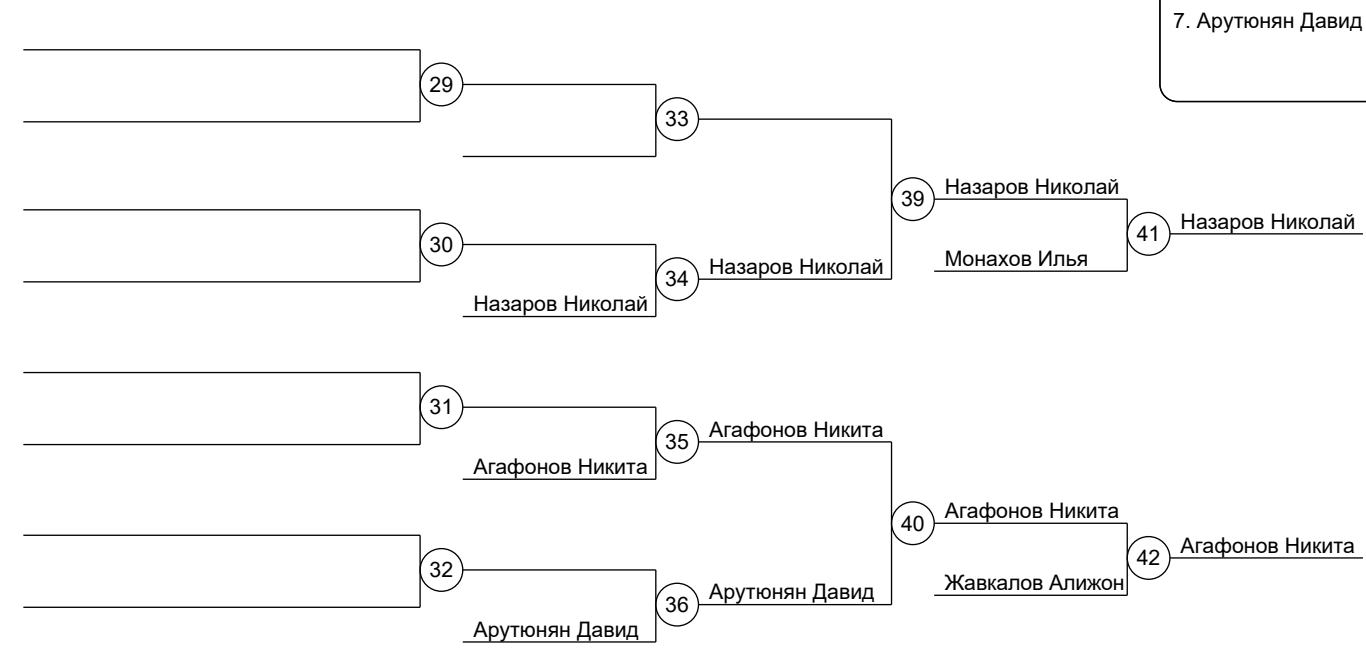 7. Арутюнян Давид
29
33
Назаров Николай
39
Назаров Николай
41
30
Монахов Илья
Назаров Николай
34
Назаров Николай
31
Агафонов Никита
35
Агафонов Никита
Агафонов Никита
40
Агафонов Никита
42
32
Жавкалов Алижон
Арутюнян Давид
36
Арутюнян Давид